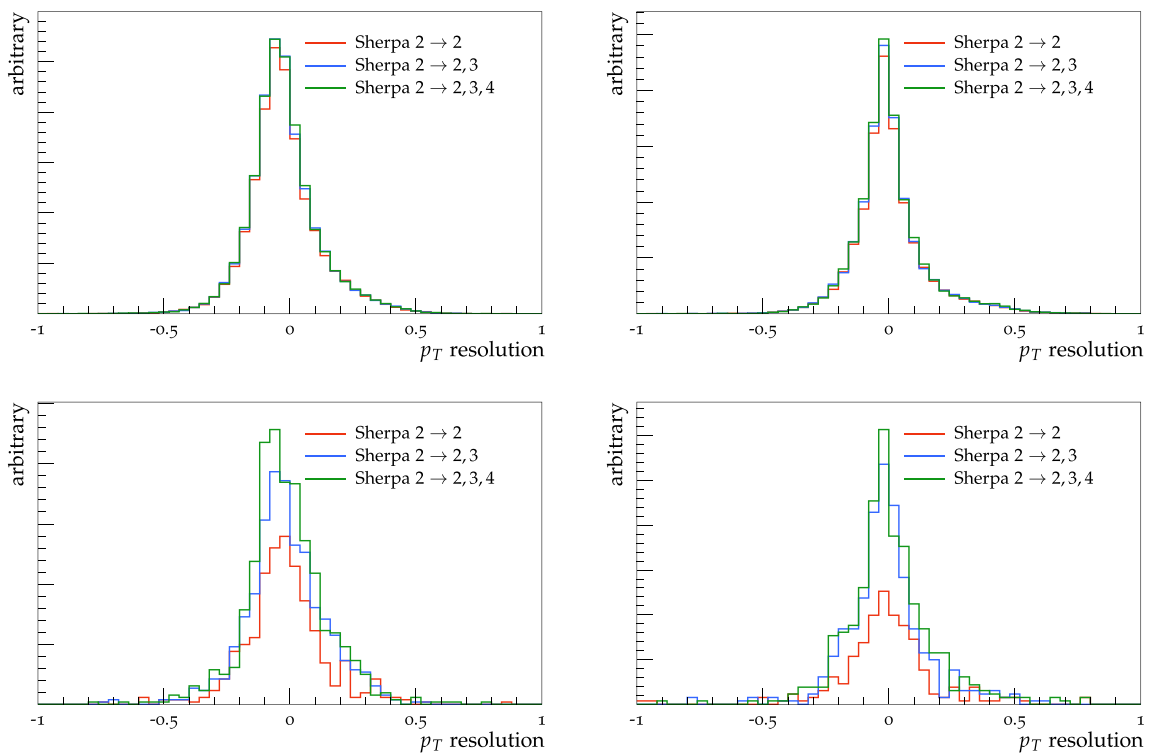 arbitrary
Sherpa 2 → 2
Sherpa 2 → 2, 3
Sherpa 2 → 2, 3, 4
-1 -0.5 0 0.5 1
p_T resolution
arbitrary
Sherpa 2 → 2
Sherpa 2 → 2, 3
Sherpa 2 → 2, 3, 4
-1 -0.5 0 0.5 1
p_T resolution
arbitrary
Sherpa 2 → 2
Sherpa 2 → 2, 3
Sherpa 2 → 2, 3, 4
-1 -0.5 0 0.5 1
p_T resolution
arbitrary
Sherpa 2 → 2
Sherpa 2 → 2, 3
Sherpa 2 → 2, 3, 4
-1 -0.5 0 0.5 1
p_T resolution